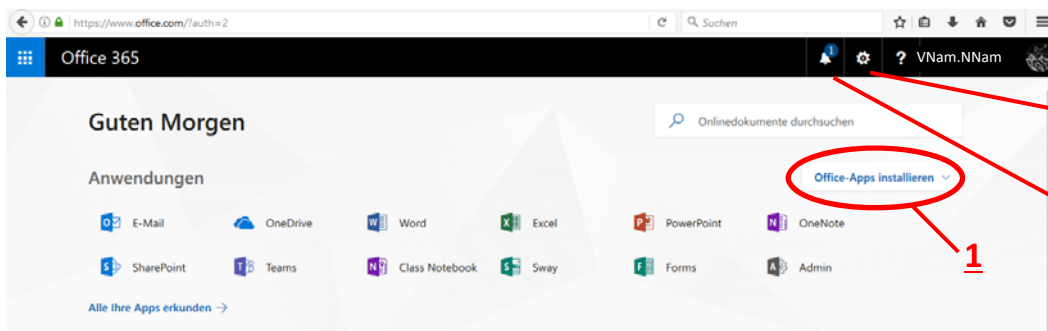 https://www.office.com/?auth=2
Suchen
Office 365
1
? VNam.NNam
Guten Morgen
Onlinedokumente durchsuchen
Anwendungen
Office-Apps installieren
E-Mail
OneDrive
Word
Excel
PowerPoint
OneNote
1
SharePoint
Teams
Class Notebook
Sway
Forms
Admin
Alle Ihre Apps erkunden →